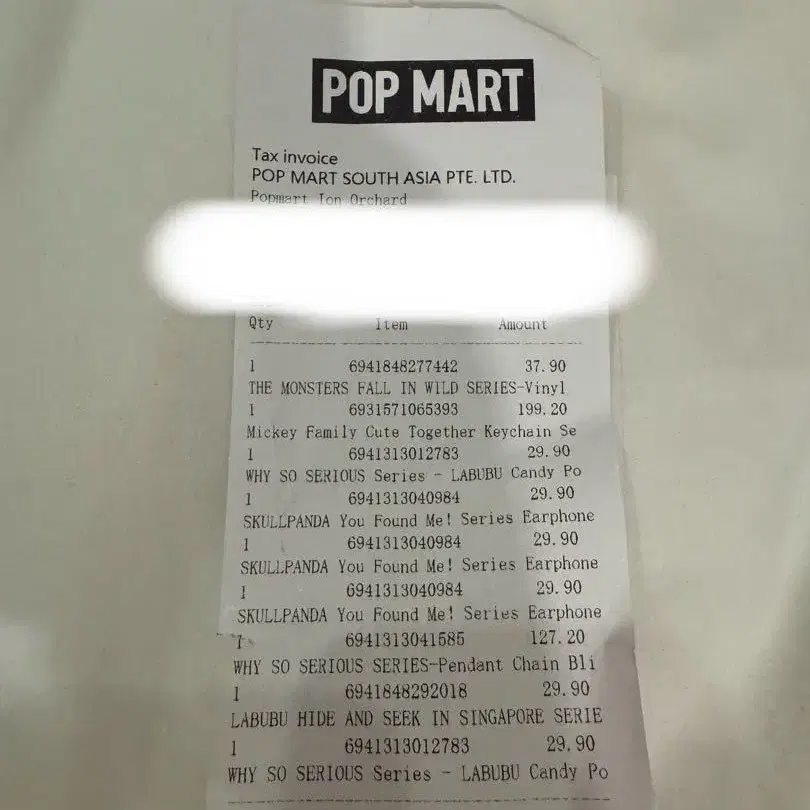 POP MART
Tax invoice
POP MART SOUTH ASIA PTE. LTD.
Popmart Ion Orchard
Qty Item Amount
1 6941848277442 37.90
THE MONSTERS FALL IN WILD SERIES-Vinyl
1 6931571065393 199.20
Mickey Family Cute Together Keychain Se
1 6941313012783 29.90
WHY SO SERIOUS Series - LABUBU Candy Po
1 6941313040984 29.90
SKULLPANDA You Found Me! Series Earphone
1 6941313040984 29.90
SKULLPANDA You Found Me! Series Earphone
1 6941313040984 29.90
SKULLPANDA You Found Me! Series Earphone
1 6941313041585 127.20
WHY SO SERIOUS SERIES-Pendant Chain Bli
1 6941848292018 29.90
LABUBU HIDE AND SEEK IN SINGAPORE SERIE
1 6941313012783 29.90
WHY SO SERIOUS Series - LABUBU Candy Po